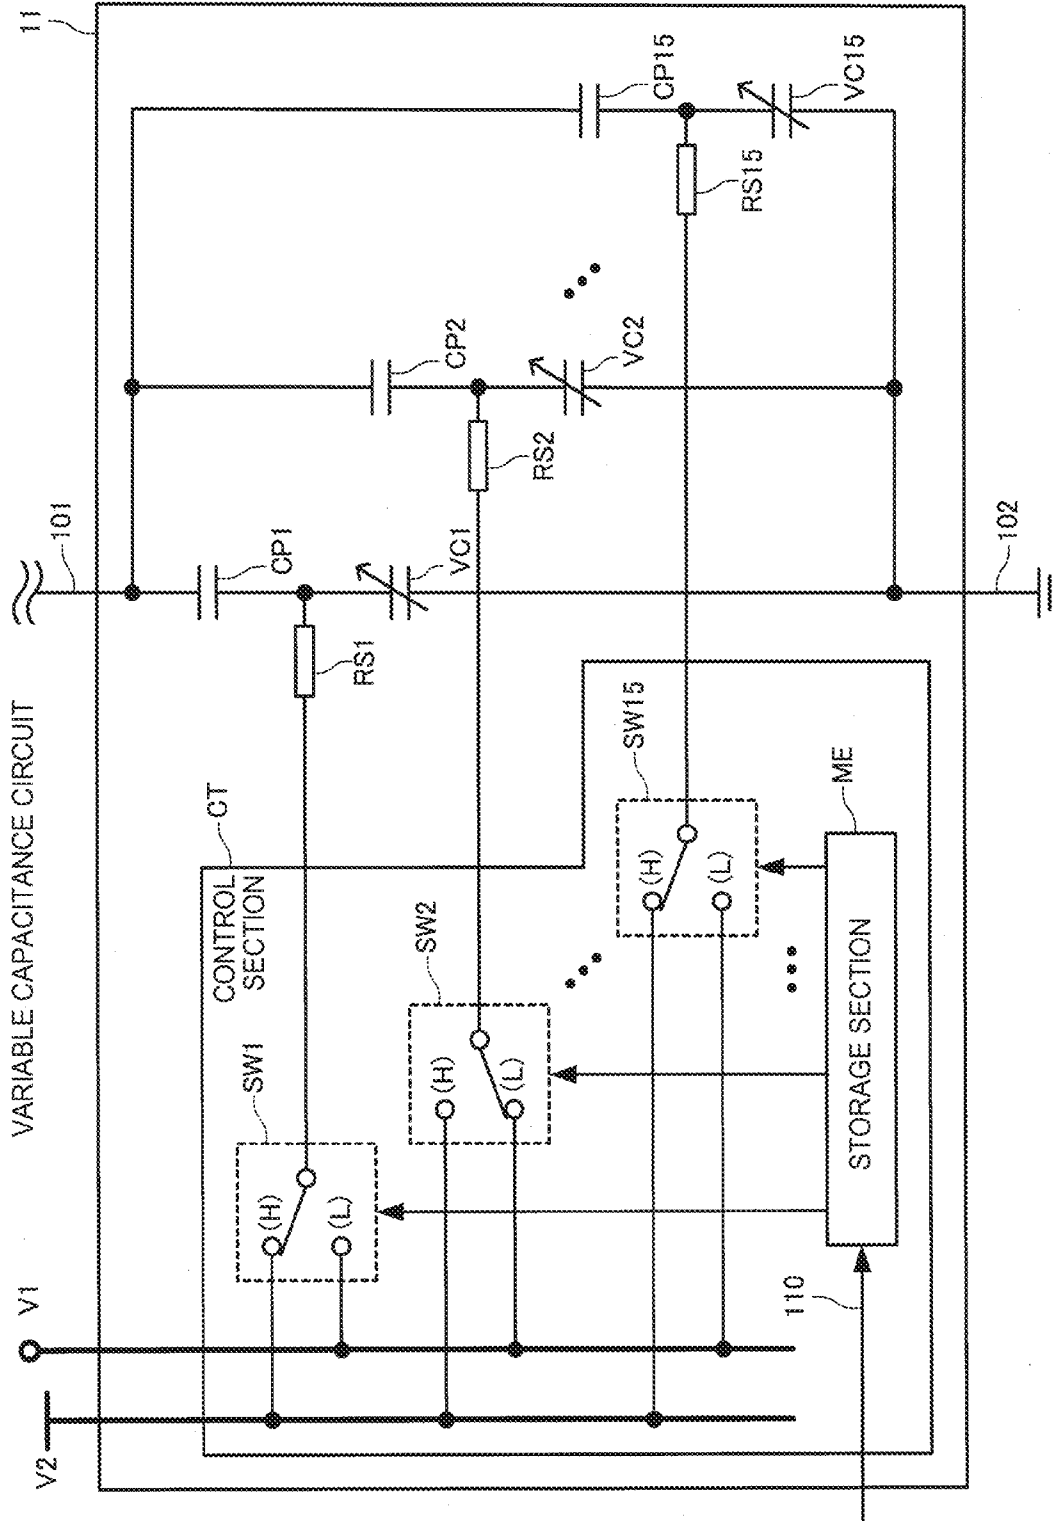 VARIABLE CAPACITANCE CIRCUIT
11
101
V2
V1
CONTROL
SECTION
CT
SW1
(H)
(L)
RS1
CP1
VC1
SW2
(H)
(L)
RS2
CP2
VC2
SW15
(H)
(L)
RS15
CP15
VC15
110
STORAGE SECTION
ME
102